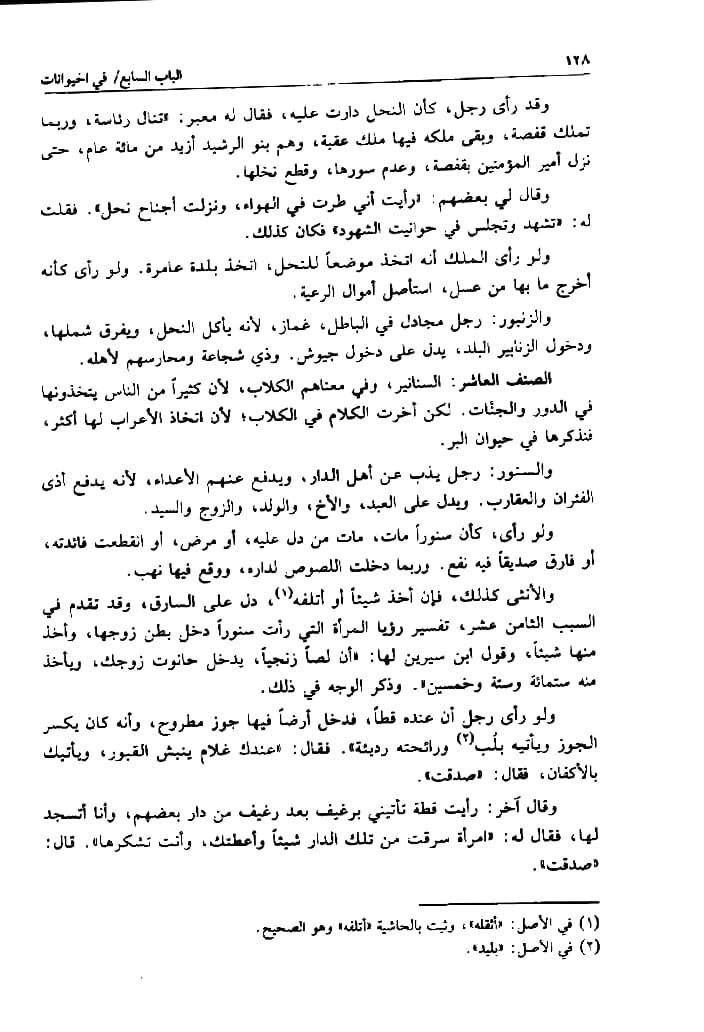 ١٢٨
الباب السابع/ في الحيوانات
وقد رأى رجل، كأن النحل دارت عليه، فقال له معبر: «تنال رئاسة، وربما
تملك قفصة، وبقى ملكه فيها ملك عقبة، وهم بنو الرشيد أزيد من مائة عام، حتى
نزل أمير المؤمنين بقفصة، وعدم سورها، وقطع نخلها.
وقال لي بعضهم: «رأيت أني طرت في الهواء، ونزلت أجناح نحل». فقلت
له: «تشهد وتجلس في حوانيت الشهود» فكان كذلك.
ولو رأى الملك أنه اتخذ موضعاً للنحل، اتخذ بلدة عامرة. ولو رأى كأنه
أخرج ما بها من عسل، استأصل أموال الرعية.
والزنبور: رجل مجادل في الباطل، غماز، لأنه يأكل النحل، ويفرق شملها،
ودخول الزنابير البلد، يدل على دخول جيوش. وذي شجاعة ومحارسهم لأهله.
الصنف العاشر: السنانير، وفي معناهم الكلاب، لأن كثيراً من الناس يتخذونها
في الدور والجنَّات. لكن أخرت الكلام في الكلاب؛ لأن اتخاذ الأعراب لها أكثر،
فنذكرها في حيوان البر.
والسنور: رجل يذب عن أهل الدار، ويدفع عنهم الأعداء، لأنه يدفع أذى
الفئران والعقارب. ويدل على العبد، والأخ، والولد، والزوج والسيد.
ولو رأى، كأن سنوراً مات، مات من دل عليه، أو مرض، أو انقطعت فائدته،
أو فارق صديقاً فيه نفع. وربما دخلت اللصوص لداره، ووقع فيها نهب.
والأنثى كذلك، فإن أخذ شيئاً أو أتلفه(١)، دل على السارق، وقد تقدم في
السبب الثامن عشر، تفسير رؤيا المرأة التي رأت سنوراً دخل بطن زوجها، وأخذ
منها شيئاً، وقول ابن سيرين لها: «أن لصاً زنجياً، يدخل حانوت زوجك، ويأخذ
منه ستمائة وستة وخمسين». وذكر الوجه في ذلك.
ولو رأى رجل أن عنده قطاً، فدخل أرضاً فيها جوز مطروح، وأنه كان يكسر
الجوز ويأتيه بلُب(٢) ورائحته رديئة». فقال: «عندك غلام ينبش القبور، ويأتيك
بالأكفان، فقال: «صدقت».
وقال آخر: رأيت قطة تأتيني برغيف بعد رغيف من دار بعضهم، وأنا أتسجد
لها، فقال له: «امرأة سرقت من تلك الدار شيئاً وأعطتك، وأنت تشكرها». قال:
«صدقت».
(١) في الأصل: «أثقله»، وثبت بالحاشية «أتلفه» وهو الصحيح.
(٢) في الأصل: «بليد».